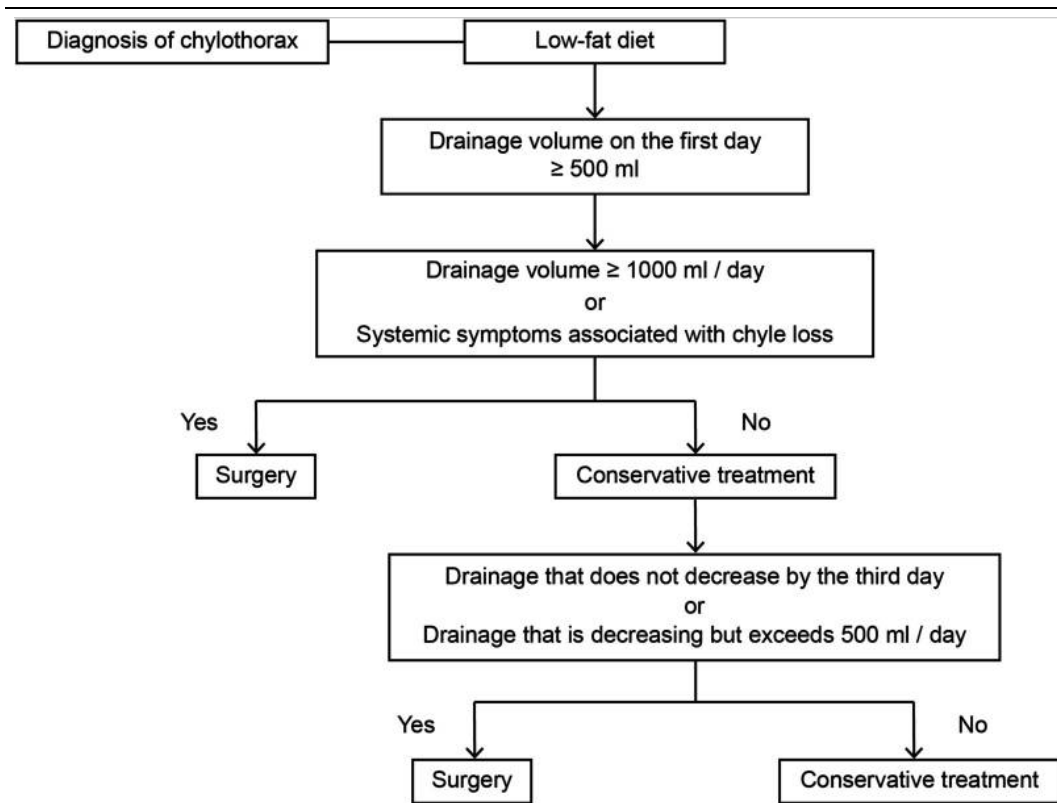 Diagnosis of chylothorax
Low-fat diet
Drainage volume on the first day
≥ 500 ml
Drainage volume ≥ 1000 ml / day
or
Systemic symptoms associated with chyle loss
Yes
No
Surgery
Conservative treatment
Drainage that does not decrease by the third day
or
Drainage that is decreasing but exceeds 500 ml / day
Yes
No
Surgery
Conservative treatment